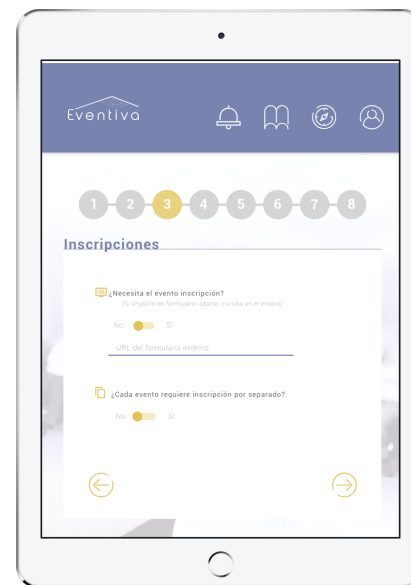 Eventiva
1 2 3 4 5 6 7 8
Inscripciones
¿Necesita el evento inscripción?
(Si dispone de formulario aparte, escriba en el enlace)
No Sí
URL del formulario externo
¿Cada evento requiere inscripción por separado?
No Sí